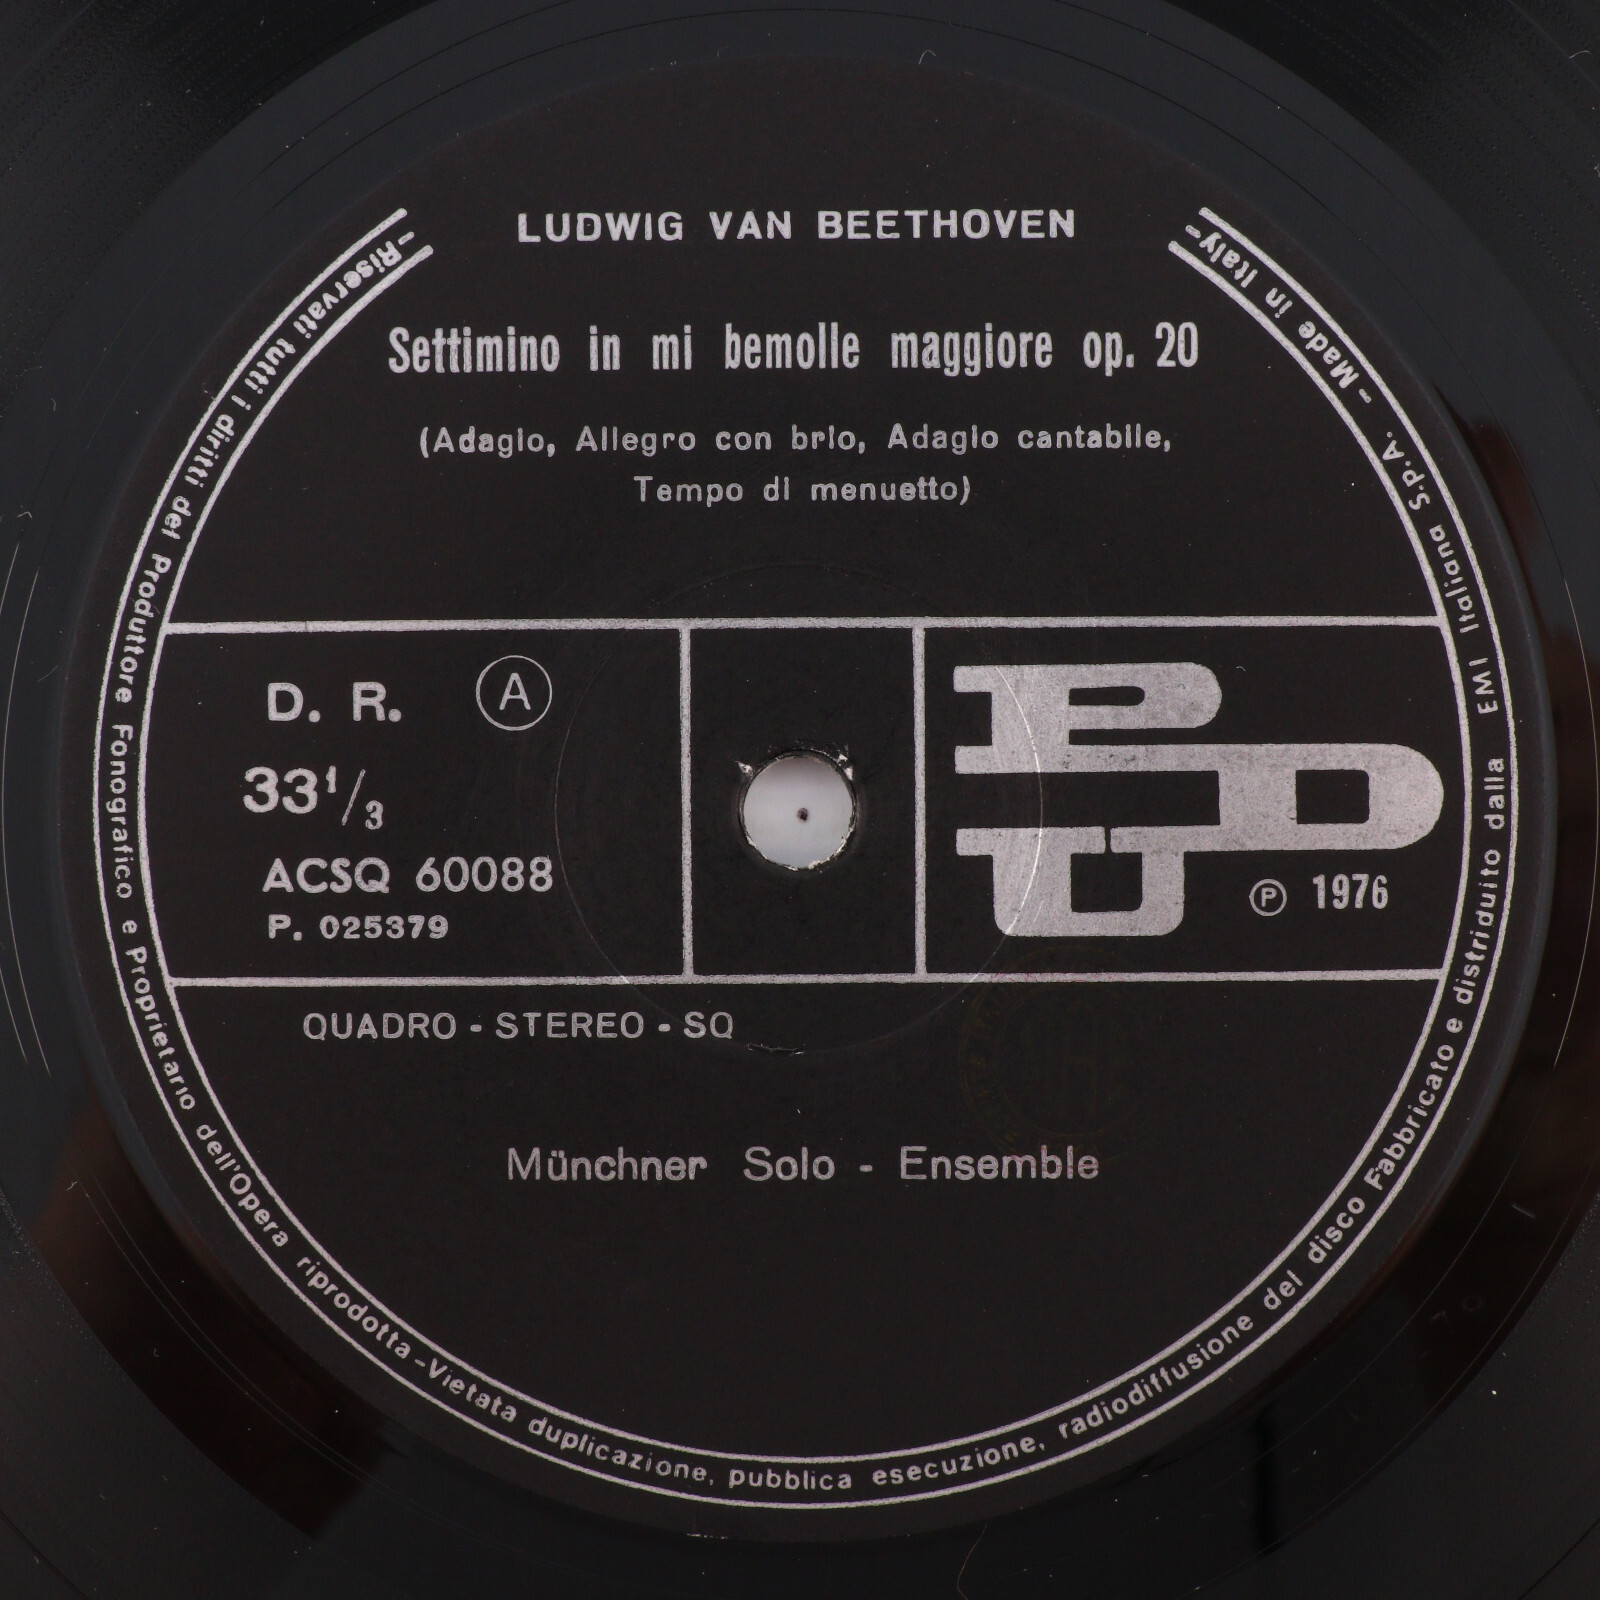 LUDWIG VAN BEETHOVEN
Settimino in mi bemolle maggiore op. 20
(Adagio, Allegro con brio, Adagio cantabile,
Tempo di menuetto)
D. R. A
33 1/3
ACSQ 60088
P. 025379
PDU
℗ 1976
QUADRO - STEREO - SQ
Münchner Solo - Ensemble
- Riservati tutti i diritti del Produttore Fonografico e Proprietario dell'Opera riprodotta - Vietata duplicazione, pubblica esecuzione, radiodiffusione del disco Fabbricato e distribuito dalla EMI Italiana S.p.A. - Made in Italy -